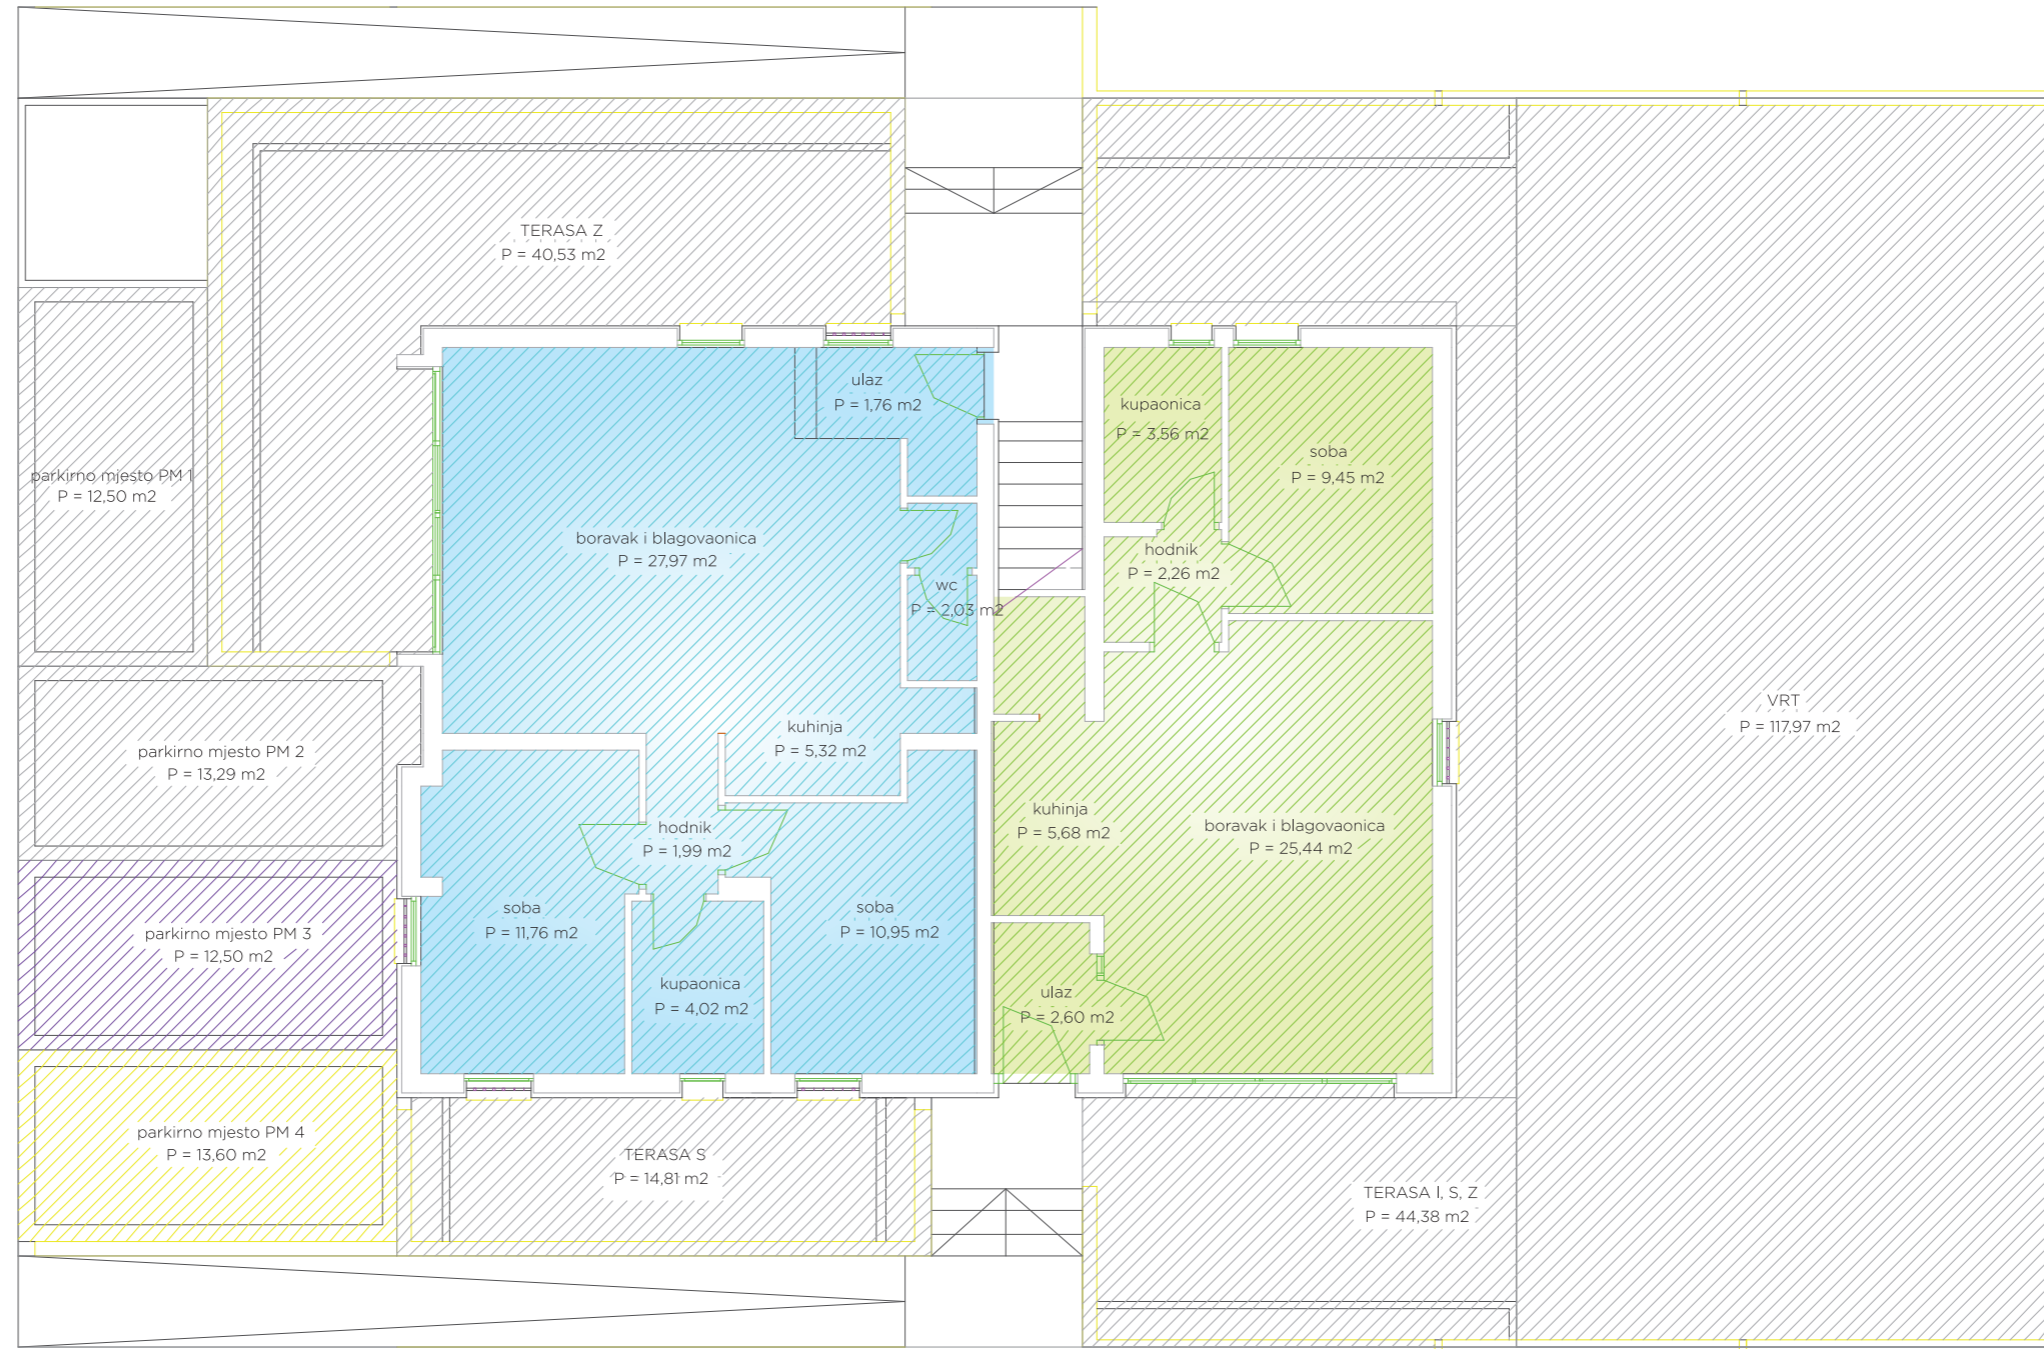 TERASA Z
P = 40,53 m2
ulaz
P = 1,76 m2
kupaonica
P = 3.56 m2
soba
P = 9,45 m2
parkirno mjesto PM 1
P = 12,50 m2
boravak i blagovaonica
P = 27,97 m2
hodnik
P = 2,26 m2
wc
P = 2,03 m2
VRT
P = 117,97 m2
kuhinja
P = 5,32 m2
parkirno mjesto PM 2
P = 13,29 m2
kuhinja
P = 5,68 m2
boravak i blagovaonica
P = 25,44 m2
hodnik
P = 1,99 m2
soba
P = 11,76 m2
soba
P = 10,95 m2
parkirno mjesto PM 3
P = 12,50 m2
kupaonica
P = 4,02 m2
ulaz
P = 2,60 m2
parkirno mjesto PM 4
P = 13,60 m2
TERASA S
P = 14,81 m2
TERASA I, S, Z
P = 44,38 m2